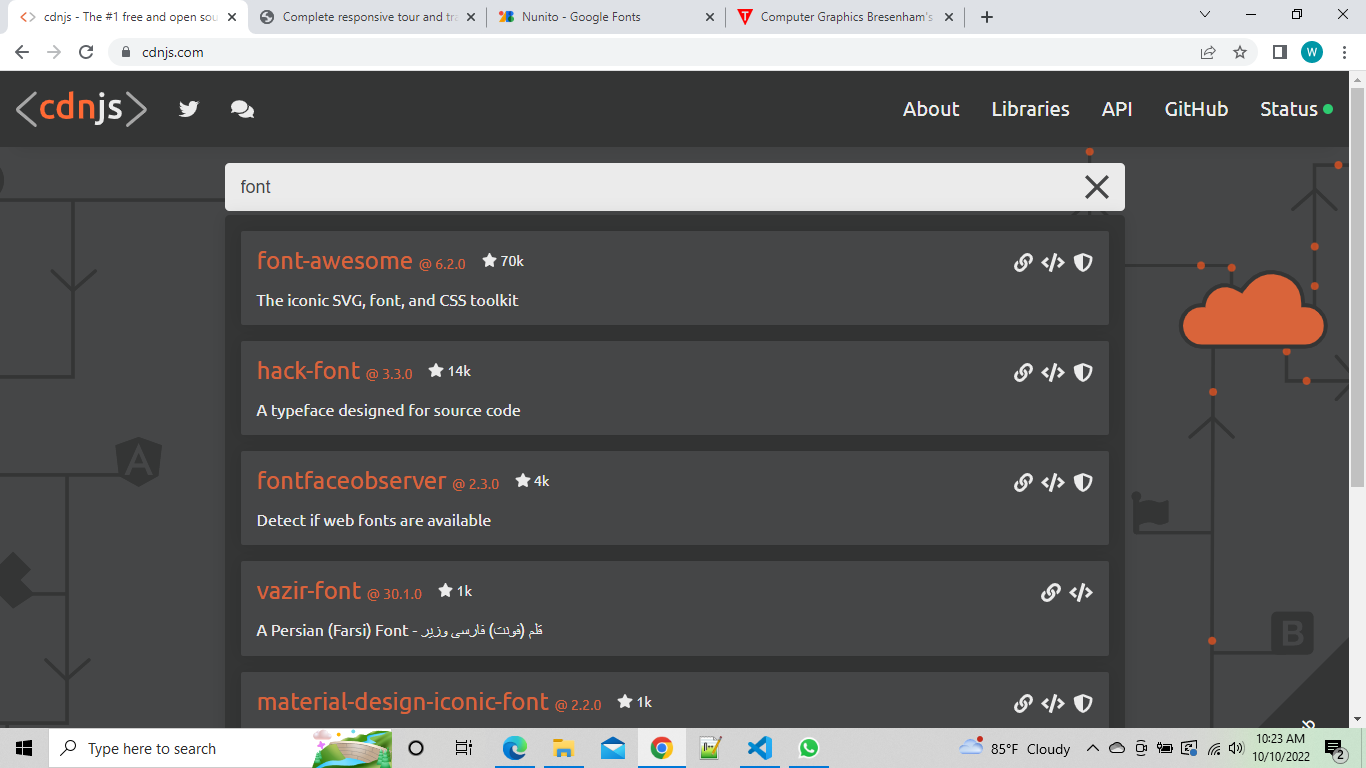 cdnjs - The #1 free and open sou
Complete responsive tour and tra
Nunito - Google Fonts
Computer Graphics Bresenham's
cdnjs.com
W
<cdnjs>
About Libraries API GitHub Status
font
font-awesome @ 6.2.0 70k
The iconic SVG, font, and CSS toolkit
hack-font @ 3.3.0 14k
A typeface designed for source code
fontfaceobserver @ 2.3.0 4k
Detect if web fonts are available
vazir-font @ 30.1.0 1k
A Persian (Farsi) Font - قلم (فونت) فارسی وزیر
material-design-iconic-font @ 2.2.0 1k
A
B
Type here to search
85°F Cloudy
10:23 AM
10/10/2022
2